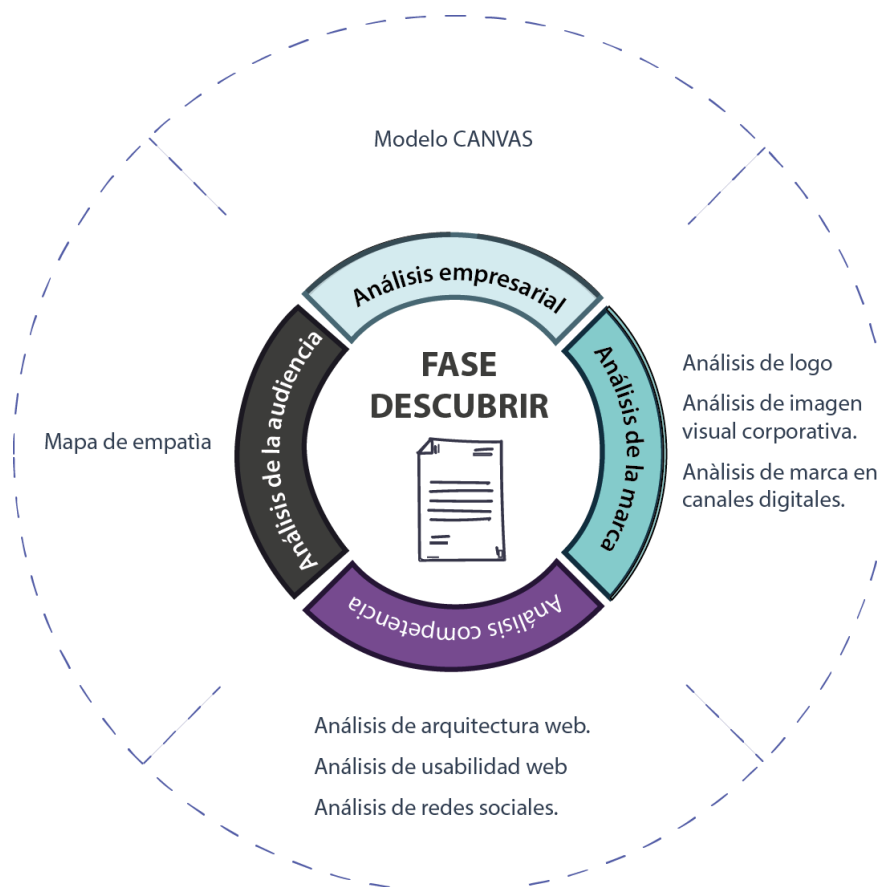 Modelo CANVAS
Análisis empresarial
FASE
DESCUBRIR
Análisis de la marca
Análisis de logo
Análisis de imagen
visual corporativa.
Anàlisis de marca en
canales digitales.
Análisis de la audiencia
Mapa de empatìa
Análisis competencia
Análisis de arquitectura web.
Análisis de usabilidad web
Análisis de redes sociales.